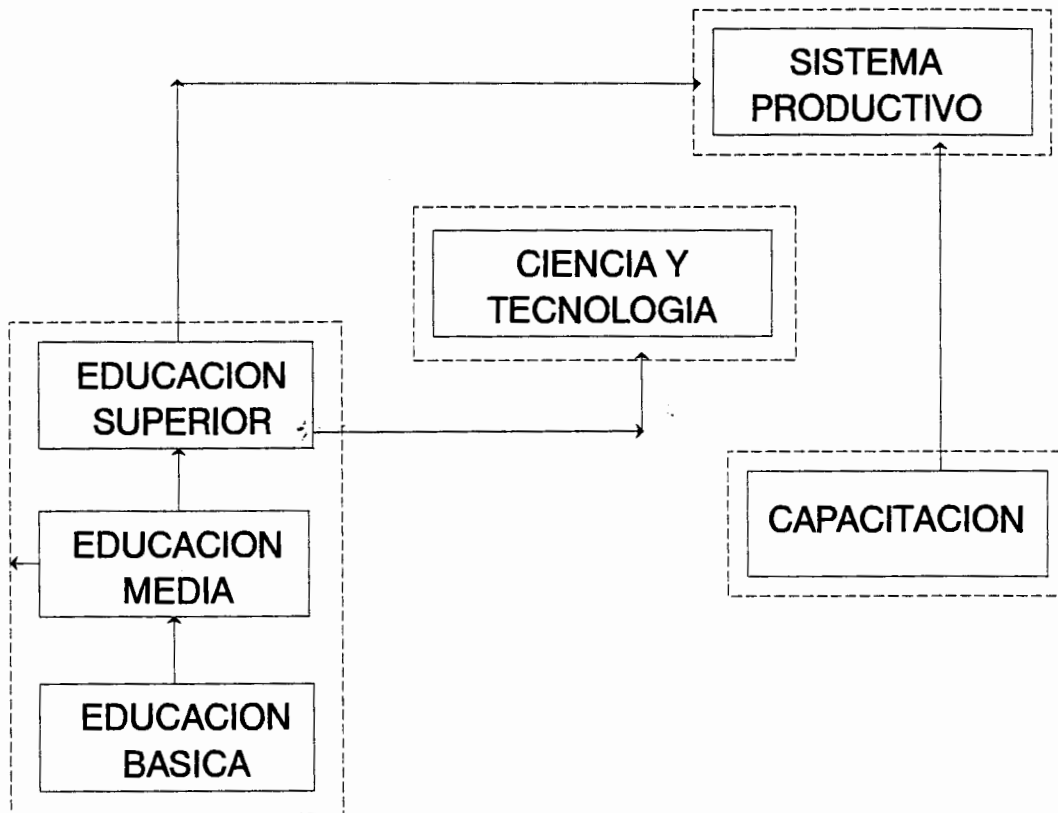 SISTEMA
PRODUCTIVO
CIENCIA Y
TECNOLOGIA
EDUCACION
SUPERIOR
EDUCACION
MEDIA
CAPACITACION
EDUCACION
BASICA